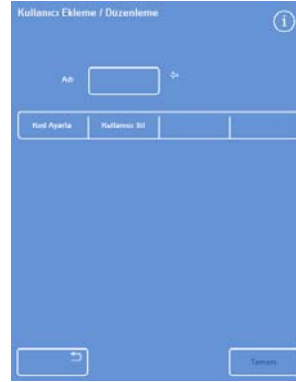 Kullanıcı Ekleme / Düzenleme
Adı
Kod Ayarla
Kullanıcı Sil
Tamam